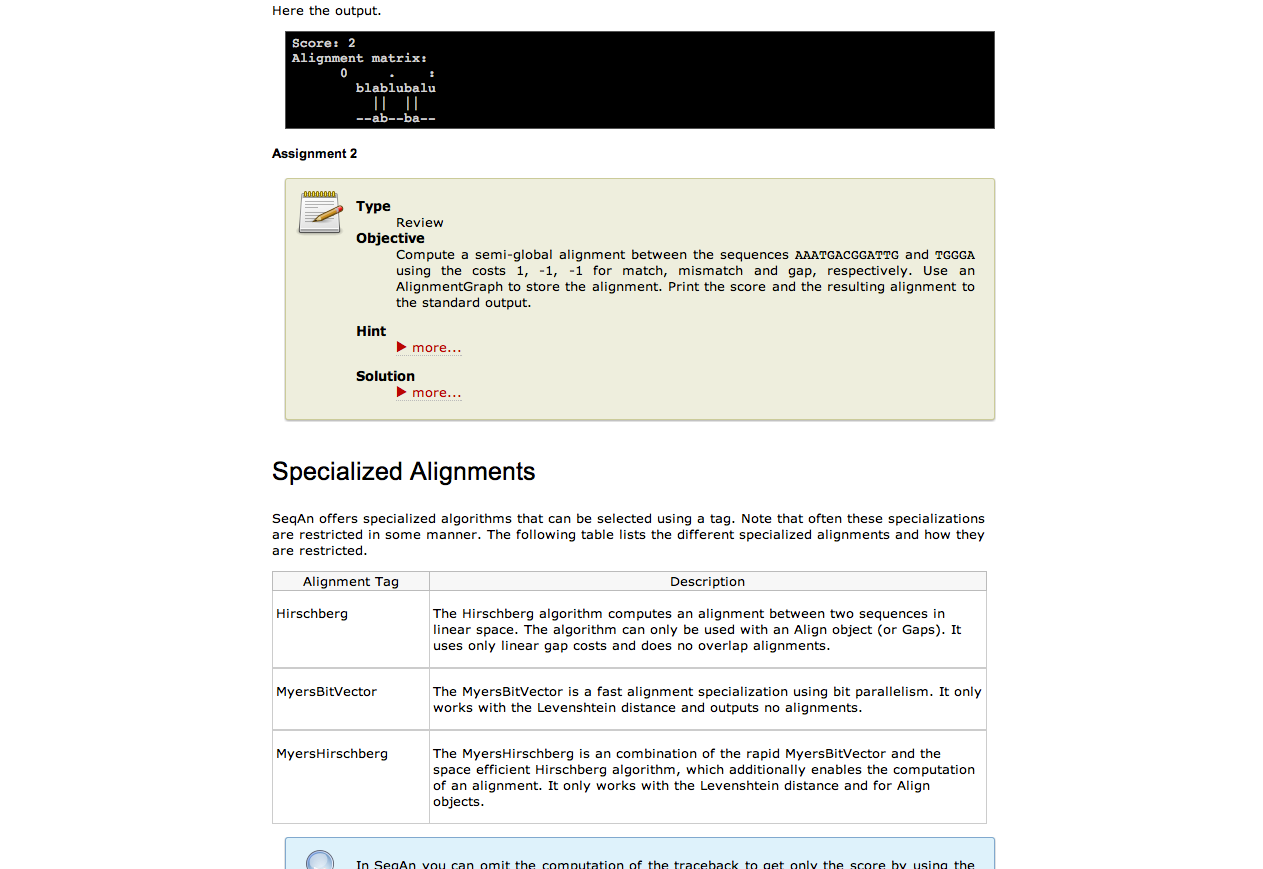 Here the output.
Score: 2
Alignment matrix:
      0     .    :
        blablubalu
          ||  ||
        --ab--ba--
Assignment 2
Type
Review
Objective
Compute a semi-global alignment between the sequences AAATGACGGATTG and TGGGA
using the costs 1, -1, -1 for match, mismatch and gap, respectively. Use an
AlignmentGraph to store the alignment. Print the score and the resulting alignment to
the standard output.
Hint
▶ more...
Solution
▶ more...
Specialized Alignments
SeqAn offers specialized algorithms that can be selected using a tag. Note that often these specializations
are restricted in some manner. The following table lists the different specialized alignments and how they
are restricted.
Alignment Tag Description
Hirschberg The Hirschberg algorithm computes an alignment between two sequences in
linear space. The algorithm can only be used with an Align object (or Gaps). It
uses only linear gap costs and does no overlap alignments.
MyersBitVector The MyersBitVector is a fast alignment specialization using bit parallelism. It only
works with the Levenshtein distance and outputs no alignments.
MyersHirschberg The MyersHirschberg is an combination of the rapid MyersBitVector and the
space efficient Hirschberg algorithm, which additionally enables the computation
of an alignment. It only works with the Levenshtein distance and for Align
objects.
In SeqAn you can omit the computation of the traceback to get only the score by using the